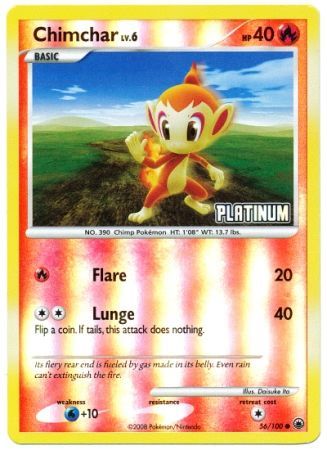 Chimchar LV.6
HP 40
BASIC
PLATINUM
NO. 390 Chimp Pokémon HT: 1'08" WT: 13.7 lbs.
Flare 20
Lunge 40
Flip a coin. If tails, this attack does nothing.
Its fiery rear end is fueled by gas made in its belly. Even rain
can't extinguish the fire.
Illus. Daisuke Ito
weakness resistance retreat cost
+10
©2008 Pokémon/Nintendo 56/100